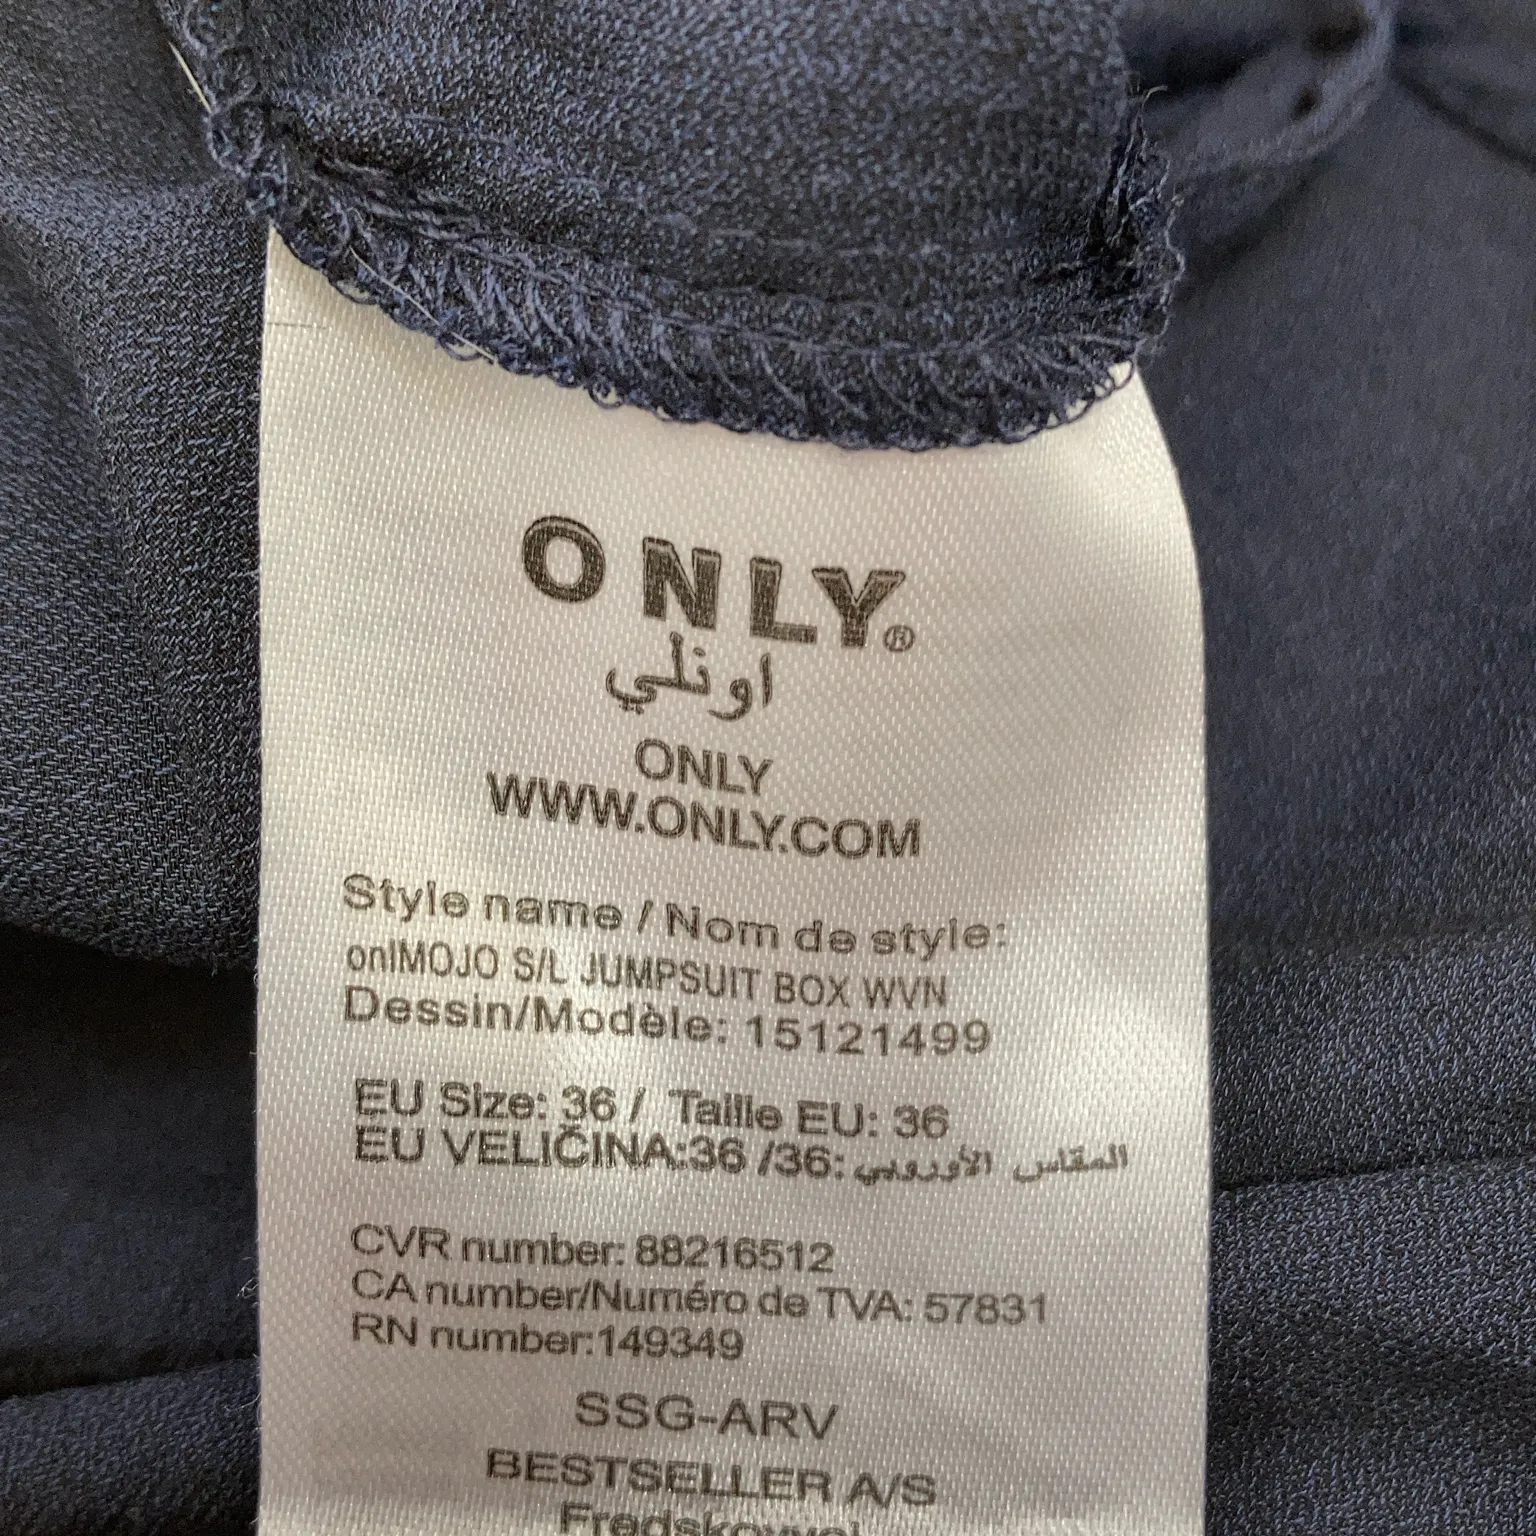 ONLY®
اونلي
ONLY
WWW.ONLY.COM
Style name / Nom de style:
onlMOJO S/L JUMPSUIT BOX WVN
Dessin/Modèle: 15121499
EU Size: 36 / Taille EU: 36
EU VELIČINA:36 /36: المقاس الأوروبي
CVR number: 88216512
CA number/Numéro de TVA: 57831
RN number:149349
SSG-ARV
BESTSELLER A/S